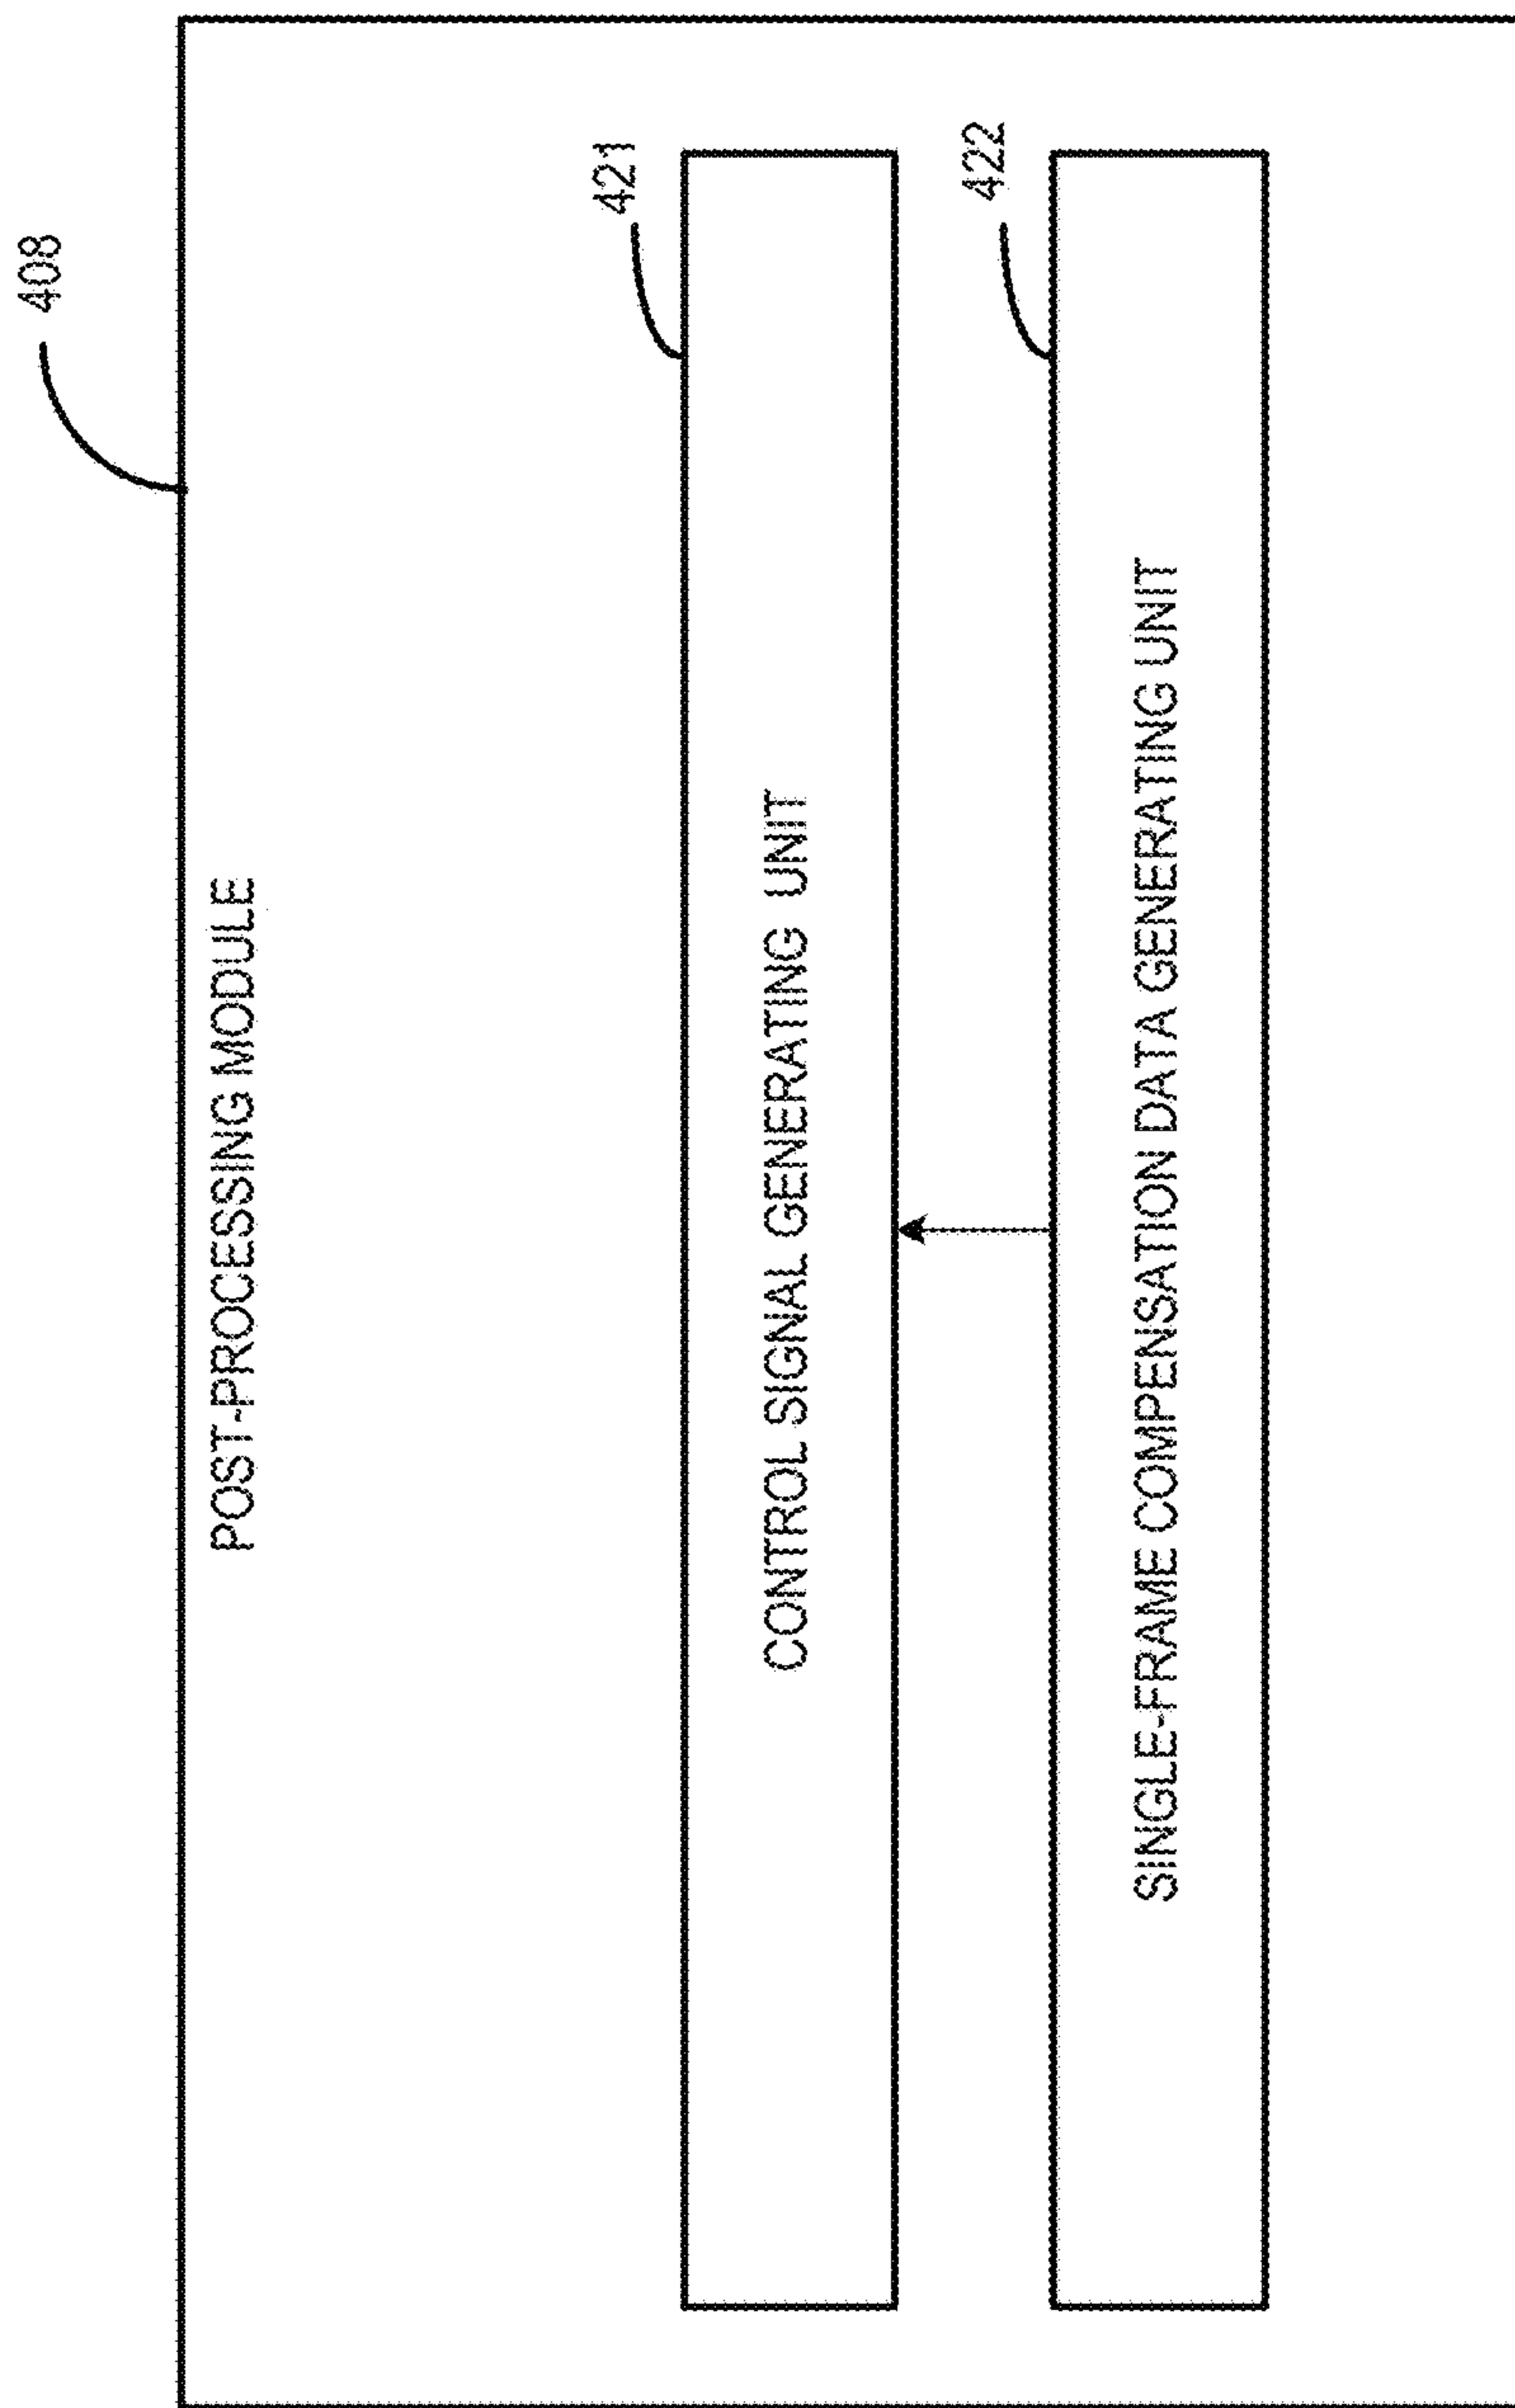 408
POST-PROCESSING MODULE
421
CONTROL SIGNAL GENERATING UNIT
422
SINGLE-FRAME COMPENSATION DATA GENERATING UNIT